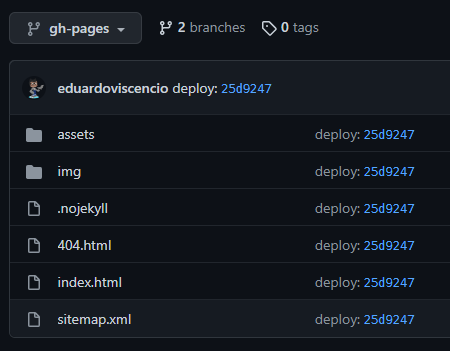 gh-pages 2 branches 0 tags
eduardoviscencio deploy: 25d9247
assets deploy: 25d9247
img deploy: 25d9247
.nojekyll deploy: 25d9247
404.html deploy: 25d9247
index.html deploy: 25d9247
sitemap.xml deploy: 25d9247